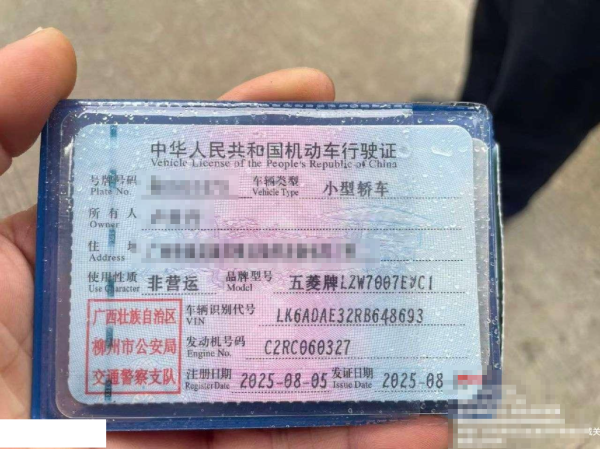 中华人民共和国机动车行驶证
Vehicle License of the People's Republic of China
号牌号码 车辆类型 小型轿车
Plate No. Vehicle Type
所有人
Owner
住址
Address
使用性质 非营运 品牌型号 五菱牌LZW7007EVC1
Use Character Model
广西壮族自治区
柳州市公安局
交通警察支队
车辆识别代号 LK6ADAE32RB648693
VIN
发动机号码 C2RC060327
Engine No.
注册日期 2025-08-05 发证日期 2025-08
Register Date Issue Date